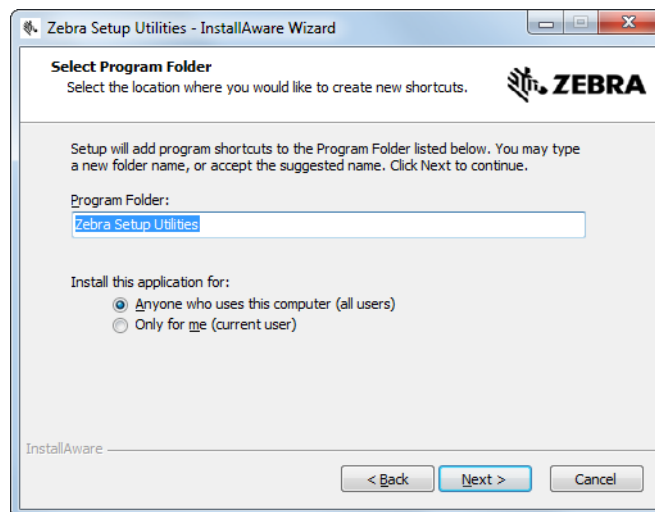 Zebra Setup Utilities - InstallAware Wizard
Select Program Folder
Select the location where you would like to create new shortcuts.
ZEBRA
Setup will add program shortcuts to the Program Folder listed below. You may type
a new folder name, or accept the suggested name. Click Next to continue.
Program Folder:
Zebra Setup Utilities
Install this application for:
Anyone who uses this computer (all users)
Only for me (current user)
InstallAware
< Back Next > Cancel